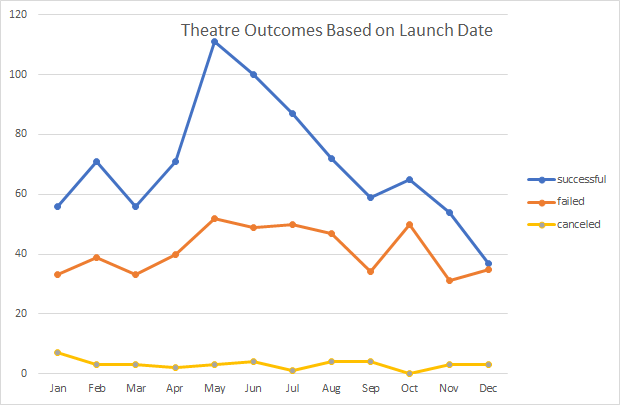 Theatre Outcomes Based on Launch Date
120
100
80
60
40
20
0
Jan Feb Mar Apr May Jun Jul Aug Sep Oct Nov Dec
successful
failed
canceled